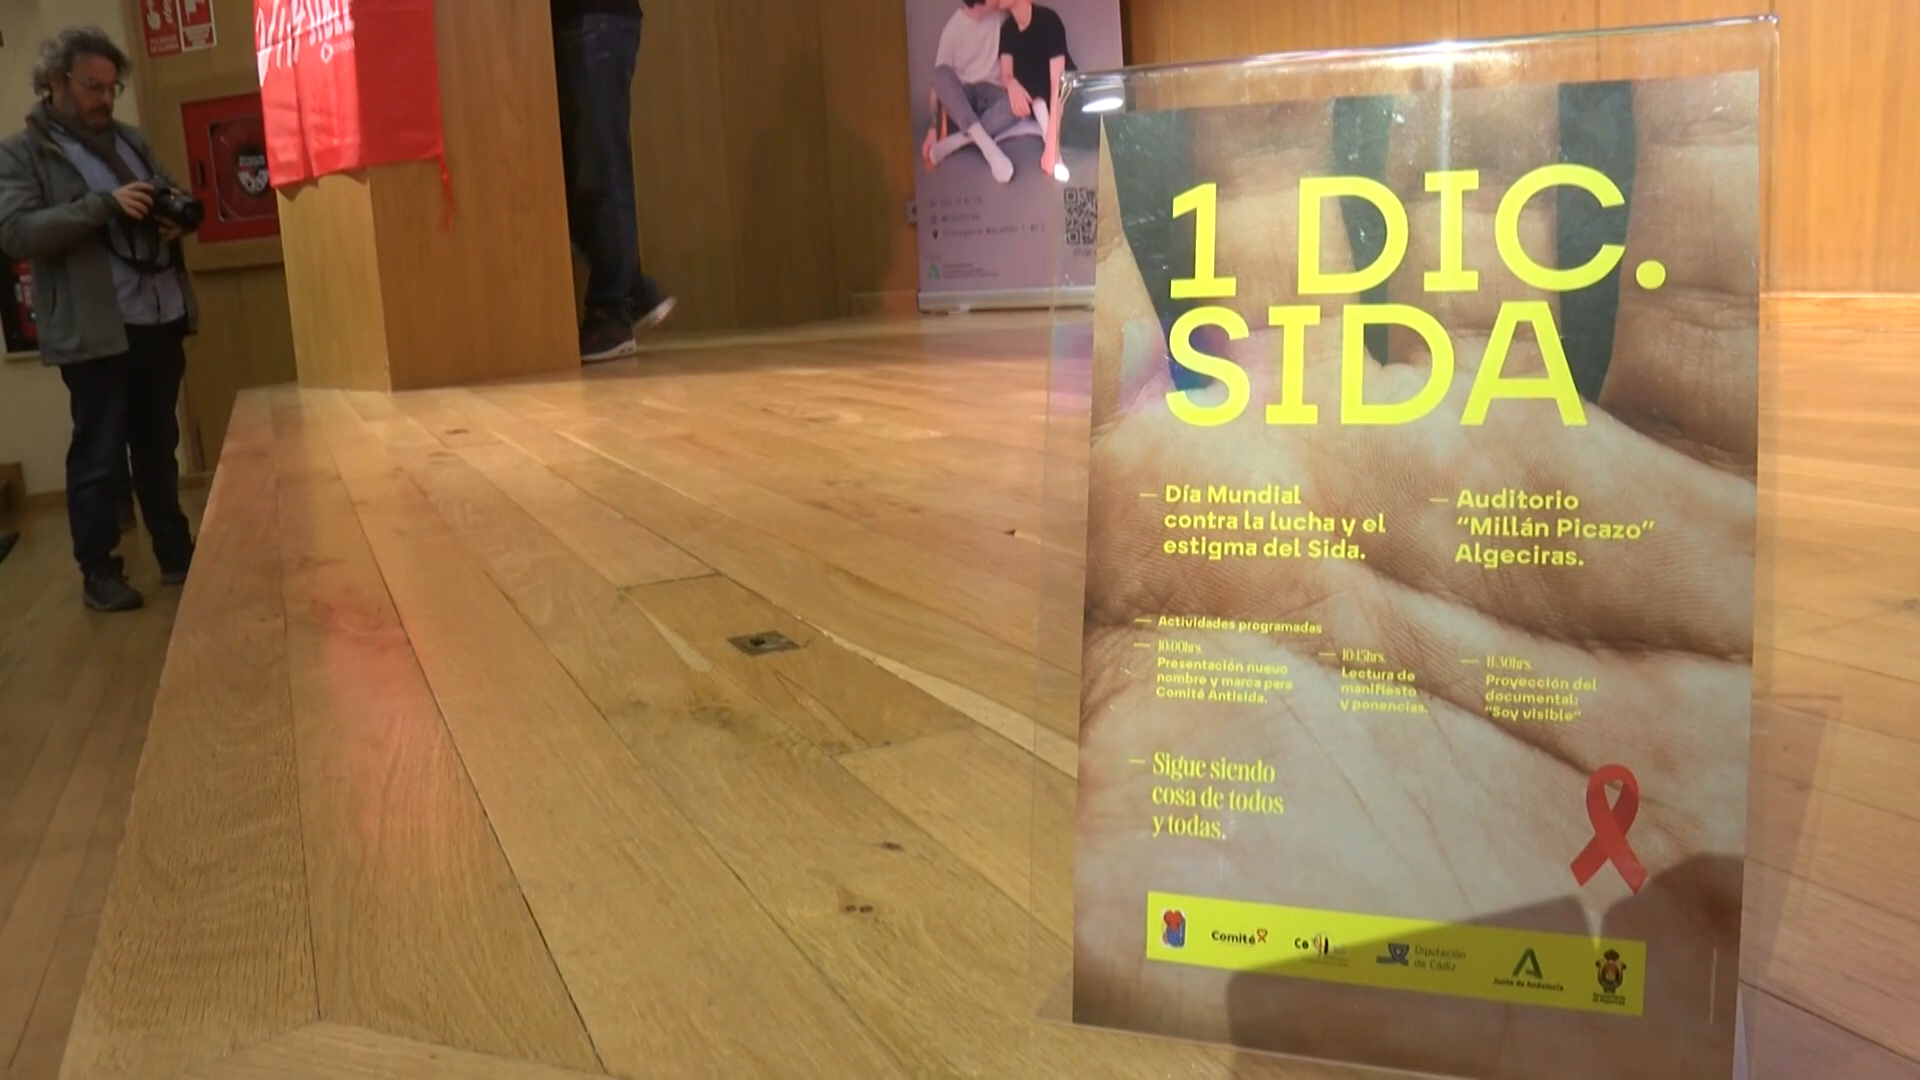 1 DIC.
SIDA
— Día Mundial
contra la lucha y el
estigma del Sida.
— Auditorio
“Millán Picazo”
Algeciras.
— Actividades programadas
— 10:00hrs.
Presentación nuevo
nombre y marca para
Comité Antisida.
— 10:15hrs.
Lectura de
manifiesto
y ponencias.
— 11:30hrs.
Proyección del
documental:
“Soy visible”
— Sigue siendo
cosa de todos
y todas.
Comité
Diputación
de Cádiz
Junta de Andalucía